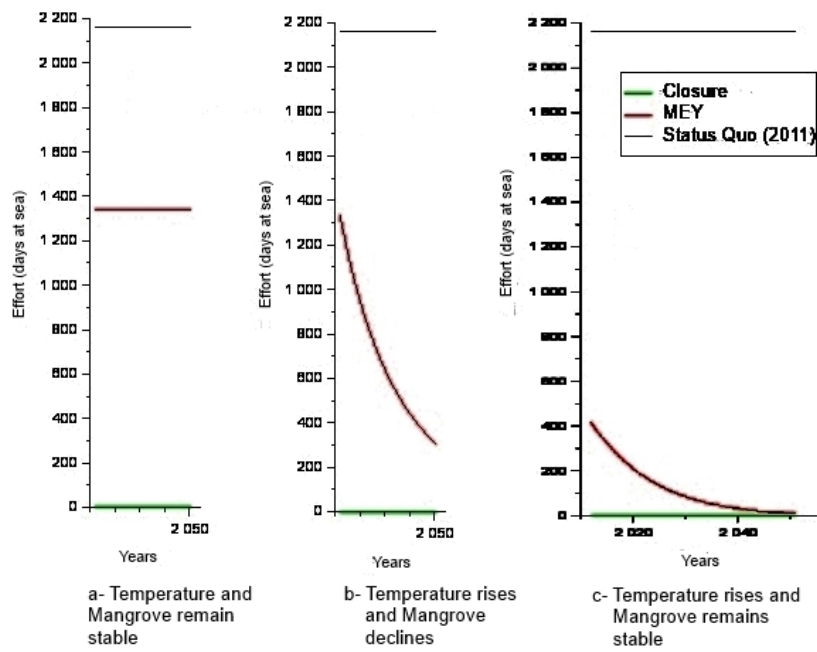 2 200
2 000
1 800
1 600
1 400
1 200
1 000
800
600
400
200
0
Effort (days at sea)
2 050
Years
a- Temperature and
Mangrove remain
stable
2 200
2 000
1 800
1 600
1 400
1 200
1 000
800
600
400
200
0
Effort (days at sea)
2 050
Years
b- Temperature rises
and Mangrove
declines
2 200
2 000
1 800
1 600
1 400
1 200
1 000
800
600
400
200
0
Effort (days at sea)
Closure
MEY
Status Quo (2011)
2 020
2 040
Years
c- Temperature rises and
Mangrove remains
stable